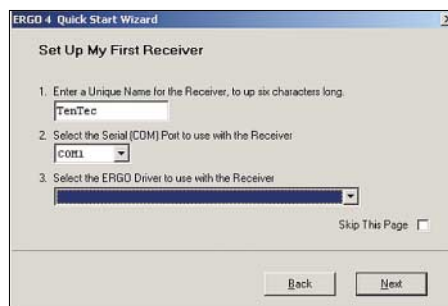 ERGO 4 Quick Start Wizard
Set Up My First Receiver
1. Enter a Unique Name for the Receiver, to up six characters long.
TenTec
2. Select the Serial (COM) Port to use with the Receiver
COM1
3. Select the ERGO Driver to use with the Receiver
Skip This Page
Back Next